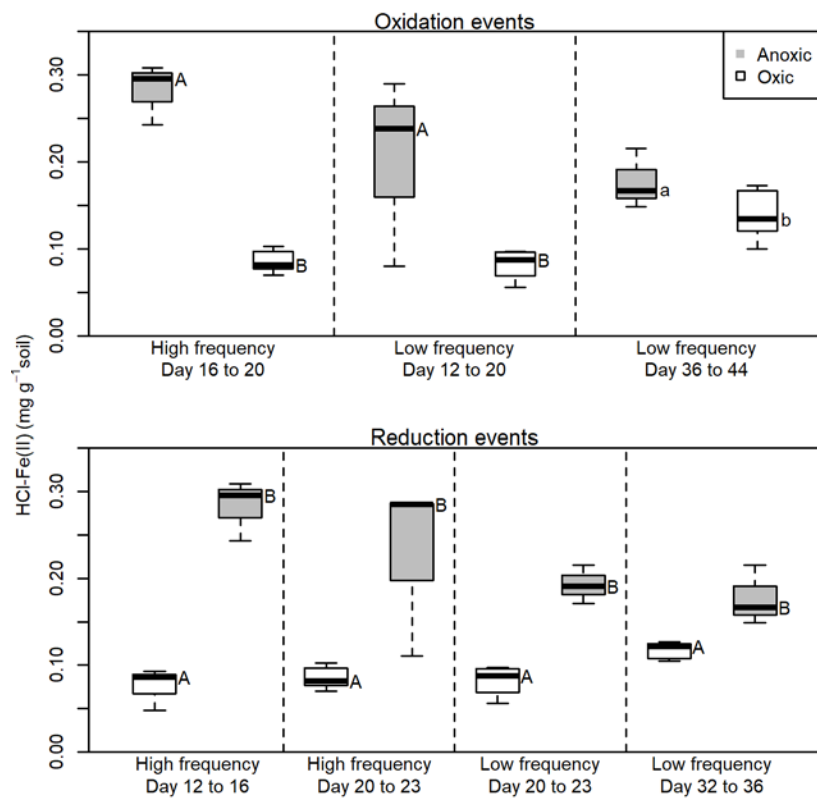 Oxidation events
Anoxic
Oxic
0.30
0.20
0.10
0.00
A
B
A
B
a
b
High frequency
Day 16 to 20
Low frequency
Day 12 to 20
Low frequency
Day 36 to 44
HCl-Fe(II) (mg g⁻¹soil)
Reduction events
0.30
0.20
0.10
0.00
A
B
A
B
A
B
A
B
High frequency
Day 12 to 16
High frequency
Day 20 to 23
Low frequency
Day 20 to 23
Low frequency
Day 32 to 36